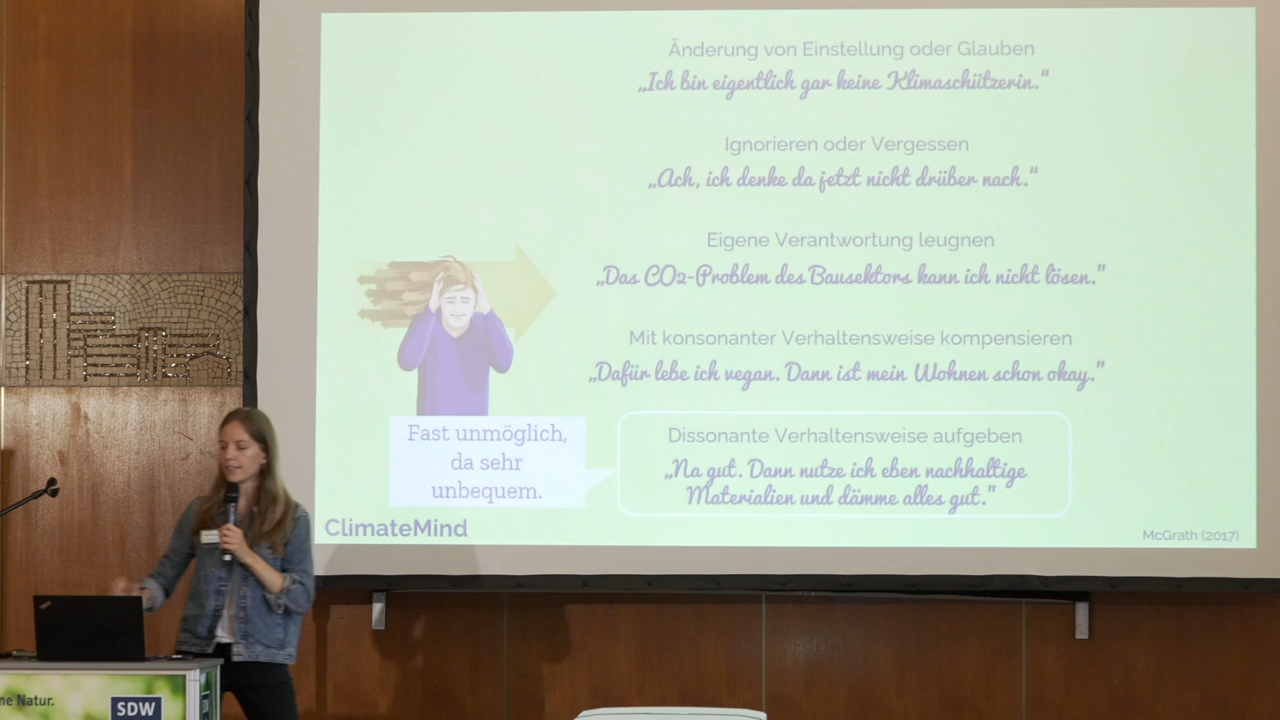 Änderung von Einstellung oder Glauben
„Ich bin eigentlich gar keine Klimaschützerin.“
Ignorieren oder Vergessen
„Ach, ich denke da jetzt nicht drüber nach.“
Eigene Verantwortung leugnen
„Das CO2-Problem des Bausektors kann ich nicht lösen.“
Mit konsonanter Verhaltensweise kompensieren
„Dafür lebe ich vegan. Dann ist mein Wohnen schon okay.“
Fast unmöglich,
da sehr
unbequem.
Dissonante Verhaltensweise aufgeben
„Na gut. Dann nutze ich eben nachhaltige
Materialien und dämme alles gut.“
ClimateMind
McGrath (2017)
ne Natur.
SDW